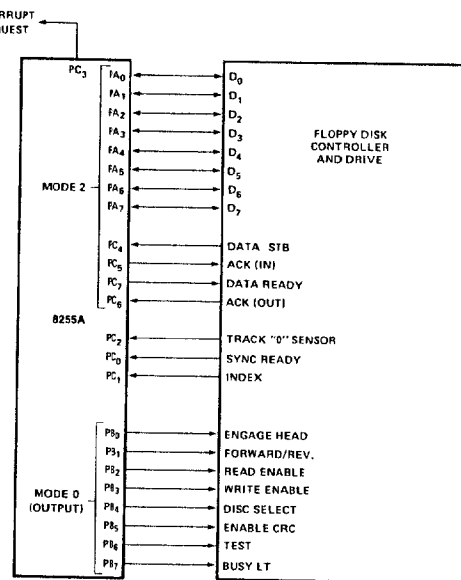 RRUPT
UEST
PC3 PA0 D0
PA1 D1
PA2 D2
PA3 D3 FLOPPY DISK
PA4 D4 CONTROLLER
AND DRIVE
PA5 D5
MODE 2 PA6 D6
PA7 D7
PC4 DATA STB
PC5 ACK (IN)
PC7 DATA READY
PC6 ACK (OUT)
8255A
PC2 TRACK "0" SENSOR
PC0 SYNC READY
PC1 INDEX
PB0 ENGAGE HEAD
PB1 FORWARD/REV.
PB2 READ ENABLE
MODE 0 PB3 WRITE ENABLE
(OUTPUT) PB4 DISC SELECT
PB5 ENABLE CRC
PB6 TEST
PB7 BUSY LT